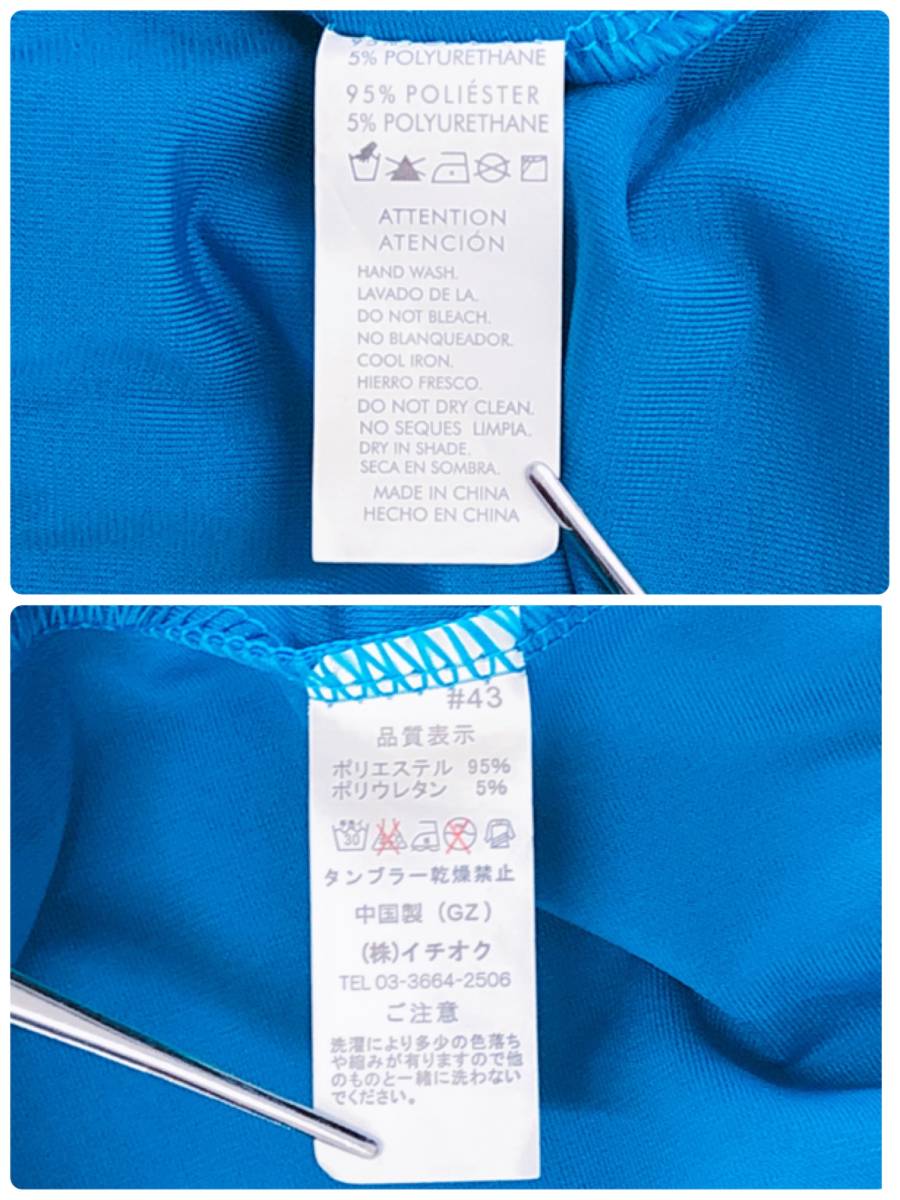 5% POLYURETHANE
95% POLIÉSTER
5% POLYURETHANE
ATTENTION
ATENCIÓN
HAND WASH.
LAVADO DE LA.
DO NOT BLEACH.
NO BLANQUEADOR.
COOL IRON.
HIERRO FRESCO.
DO NOT DRY CLEAN.
NO SEQUES LIMPIA.
DRY IN SHADE.
SECA EN SOMBRA.
MADE IN CHINA
HECHO EN CHINA
#43
品質表示
ポリエステル 95%
ポリウレタン 5%
30
タンブラー乾燥禁止
中国製（GZ）
(株)イチオク
TEL 03-3664-2506
ご注意
洗濯により多少の色落ち
や縮みが有りますので他
のものと一緒に洗わない
でください。